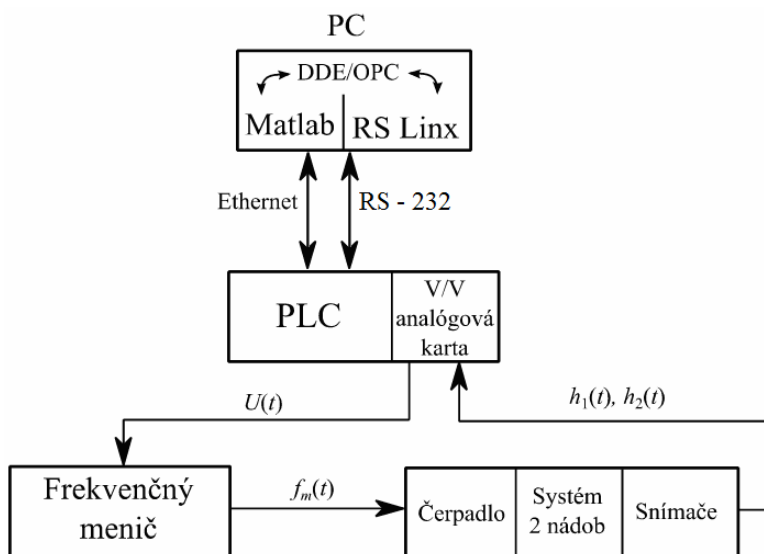 PC
DDE/OPC
Matlab
RS Linx
Ethernet
RS - 232
PLC
V/V
analógová
karta
U(t)
h₁(t), h₂(t)
Frekvenčný
menič
fₘ(t)
Čerpadlo
Systém
2 nádob
Snímače